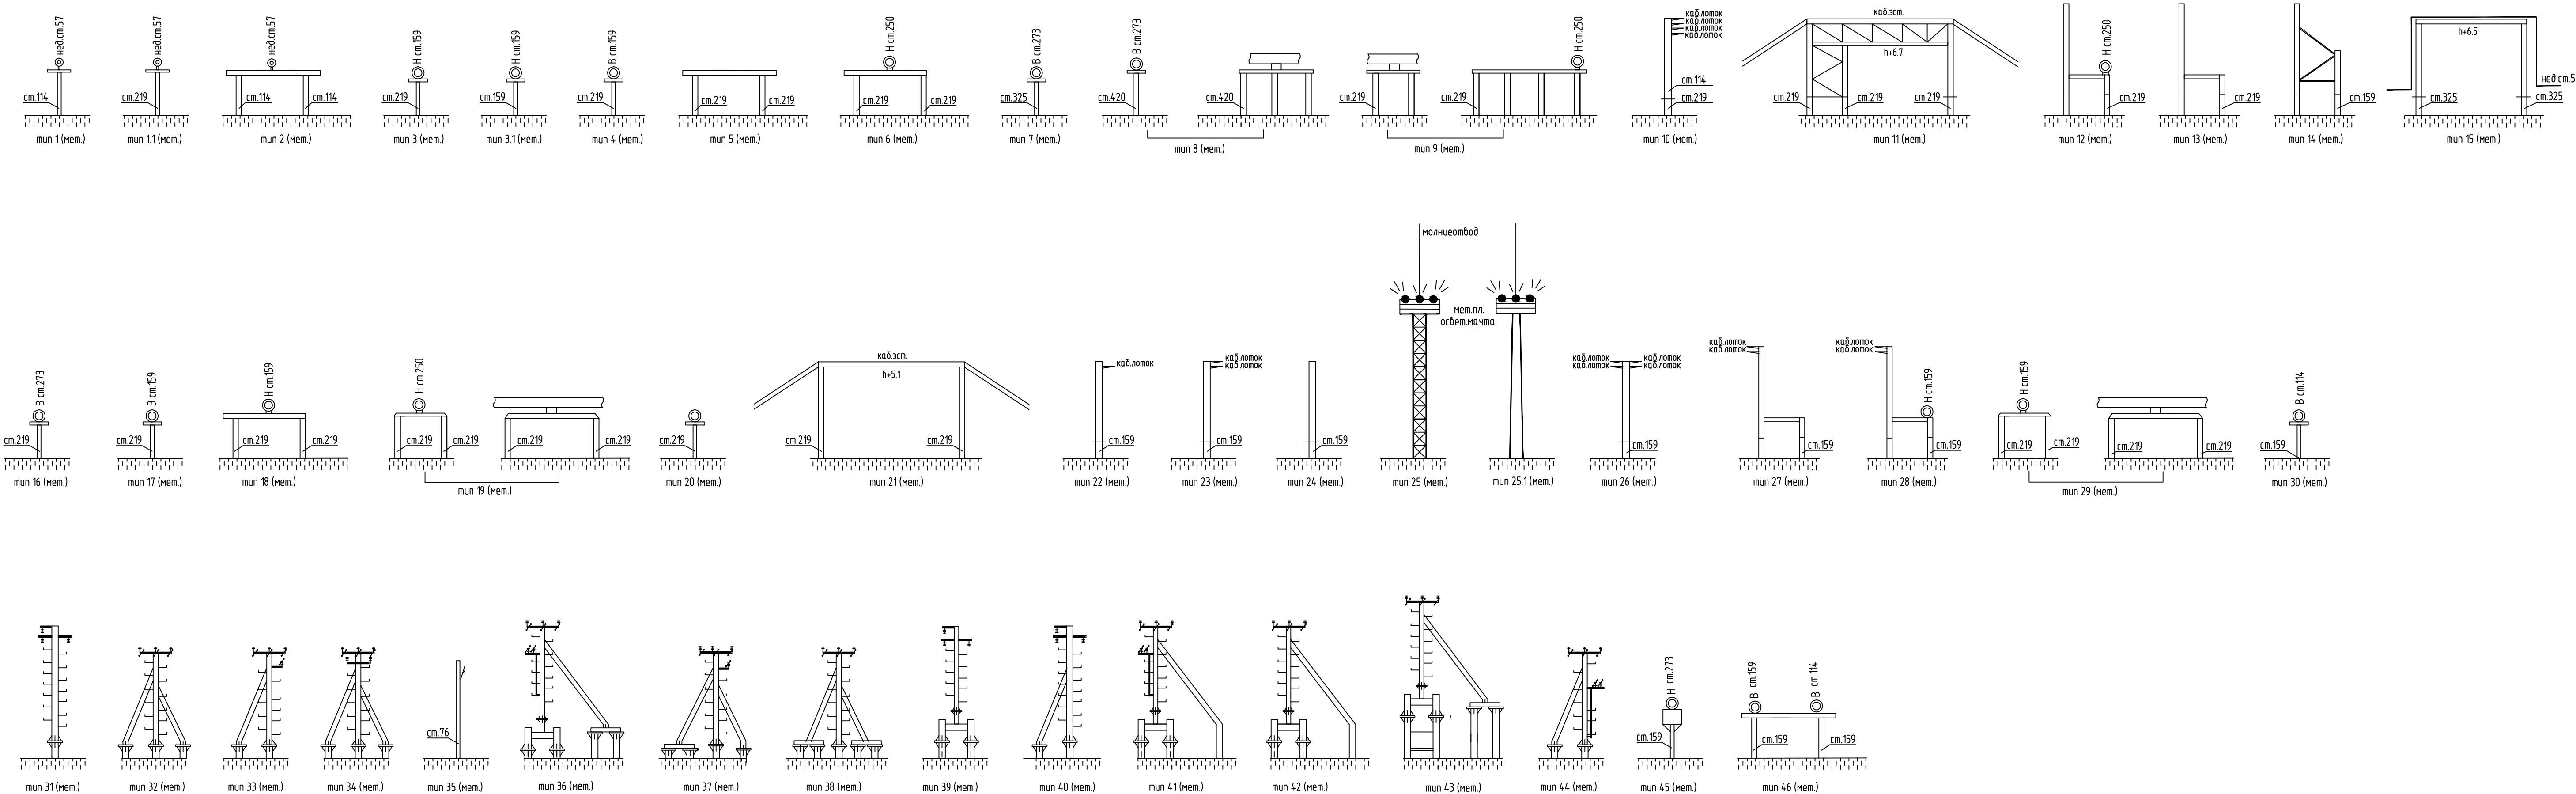 нед.ст.57
ст.114
тип 1 (мет.)
нед.ст.57
ст.219
тип 1.1 (мет.)
нед.ст.57
ст.114
ст.114
тип 2 (мет.)
Н ст.159
ст.219
тип 3 (мет.)
Н ст.159
ст.159
тип 3.1 (мет.)
В ст.159
ст.219
тип 4 (мет.)
ст.219
ст.219
тип 5 (мет.)
Н ст.250
ст.219
ст.219
тип 6 (мет.)
В ст.273
ст.325
тип 7 (мет.)
В ст.273
ст.420
ст.420
тип 8 (мет.)
Н ст.250
ст.219
ст.219
тип 9 (мет.)
каб.лоток
каб.лоток
каб.лоток
каб.лоток
ст.114
ст.219
тип 10 (мет.)
каб.эст.
h+6.7
ст.219
ст.219
ст.219
тип 11 (мет.)
Н ст.250
ст.219
тип 12 (мет.)
ст.219
тип 13 (мет.)
ст.159
тип 14 (мет.)
h+6.5
нед.ст.5
ст.325
ст.325
тип 15 (мет.)
В ст.273
ст.219
тип 16 (мет.)
В ст.159
ст.219
тип 17 (мет.)
Н ст.159
ст.219
ст.219
тип 18 (мет.)
Н ст.250
ст.219
ст.219
ст.219
ст.219
тип 19 (мет.)
ст.219
тип 20 (мет.)
каб.эст.
h+5.1
ст.219
ст.219
тип 21 (мет.)
каб.лоток
ст.159
тип 22 (мет.)
каб.лоток
каб.лоток
ст.159
тип 23 (мет.)
ст.159
тип 24 (мет.)
молниеотвод
мет.пл.
освет.мачта
тип 25 (мет.)
тип 25.1 (мет.)
каб.лоток каб.лоток
каб.лоток каб.лоток
ст.159
тип 26 (мет.)
каб.лоток
каб.лоток
ст.159
тип 27 (мет.)
каб.лоток
каб.лоток
Н ст.159
ст.159
тип 28 (мет.)
Н ст.159
ст.219
ст.219
ст.219
ст.219
тип 29 (мет.)
В ст.114
ст.159
тип 30 (мет.)
тип 31 (мет.)
тип 32 (мет.)
тип 33 (мет.)
тип 34 (мет.)
ст.76
тип 35 (мет.)
тип 36 (мет.)
тип 37 (мет.)
тип 38 (мет.)
тип 39 (мет.)
тип 40 (мет.)
тип 41 (мет.)
тип 42 (мет.)
тип 43 (мет.)
тип 44 (мет.)
Н ст.273
ст.159
тип 45 (мет.)
В ст.159
В ст.114
ст.159
ст.159
тип 46 (мет.)